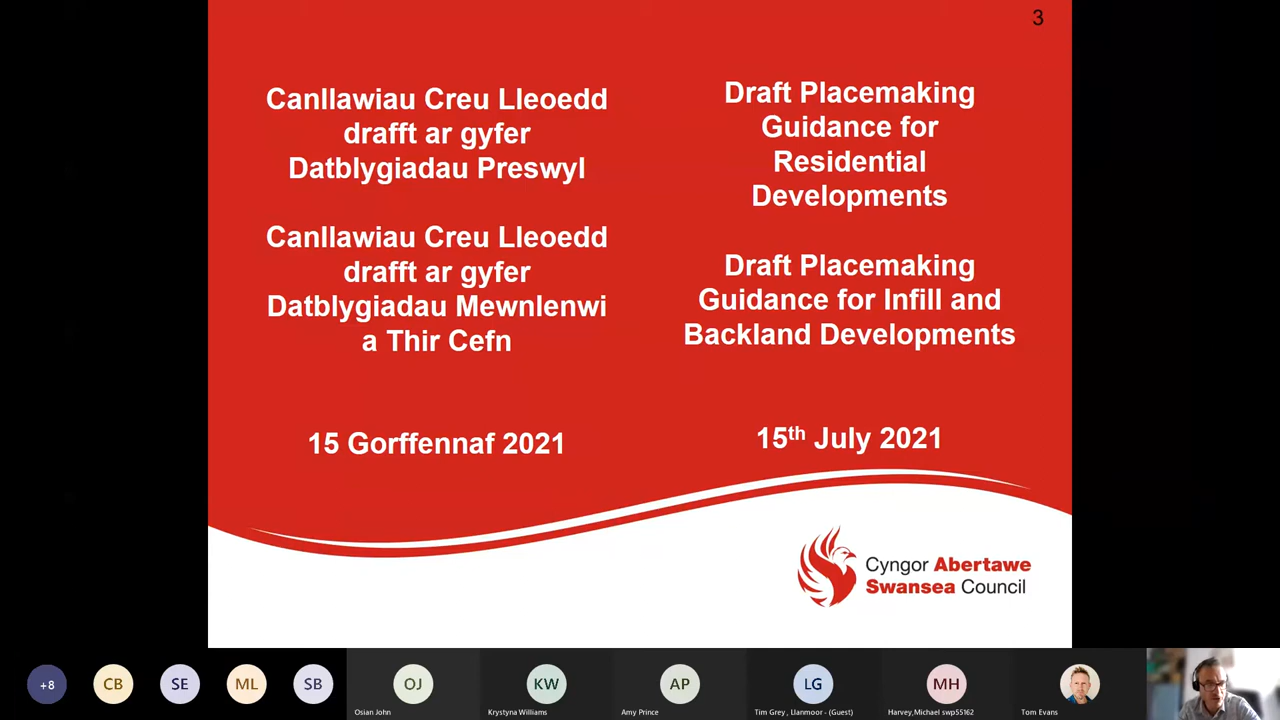 3
Canllawiau Creu Lleoedd
drafft ar gyfer
Datblygiadau Preswyl
Canllawiau Creu Lleoedd
drafft ar gyfer
Datblygiadau Mewnlenwi
a Thir Cefn
15 Gorffennaf 2021
Draft Placemaking
Guidance for
Residential
Developments
Draft Placemaking
Guidance for Infill and
Backland Developments
15th July 2021
Cyngor Abertawe
Swansea Council
+8
CB
SE
ML
SB
OJ
KW
AP
LG
MH
Osian John
Krystyna Williams
Amy Prince
Tim Grey , Llanmoor - (Guest)
Harvey,Michael swp55162
Tom Evans